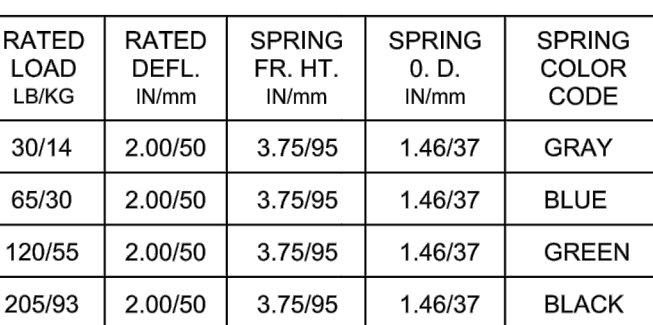 RATED LOAD LB/KG RATED DEFL. IN/mm SPRING FR. HT. IN/mm SPRING 0. D. IN/mm SPRING COLOR CODE
30/14 2.00/50 3.75/95 1.46/37 GRAY
65/30 2.00/50 3.75/95 1.46/37 BLUE
120/55 2.00/50 3.75/95 1.46/37 GREEN
205/93 2.00/50 3.75/95 1.46/37 BLACK